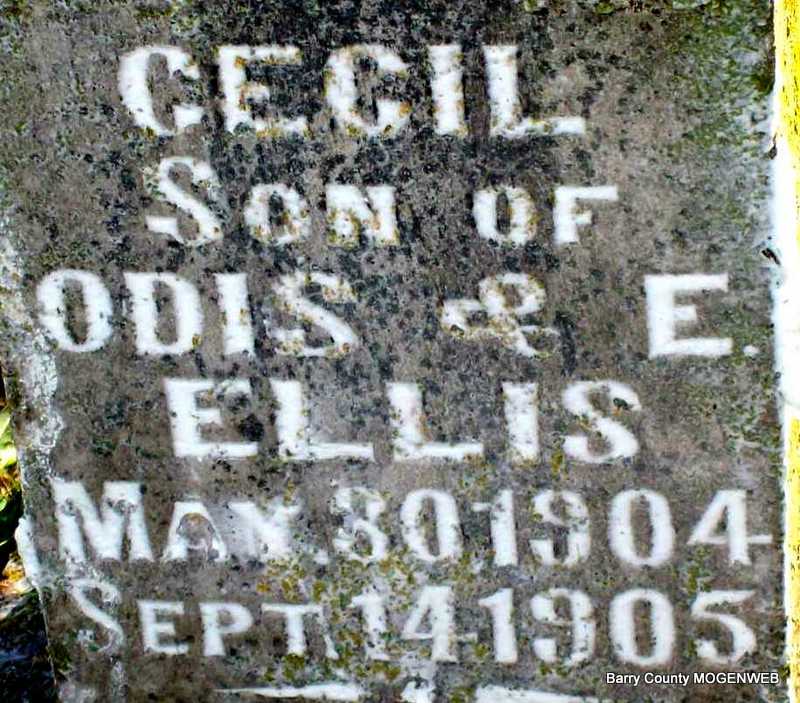 CECIL
SON OF
ODIS & E.
ELLIS
MAY. 30 1904
SEPT. 14 1905
Barry County MOGENWEB